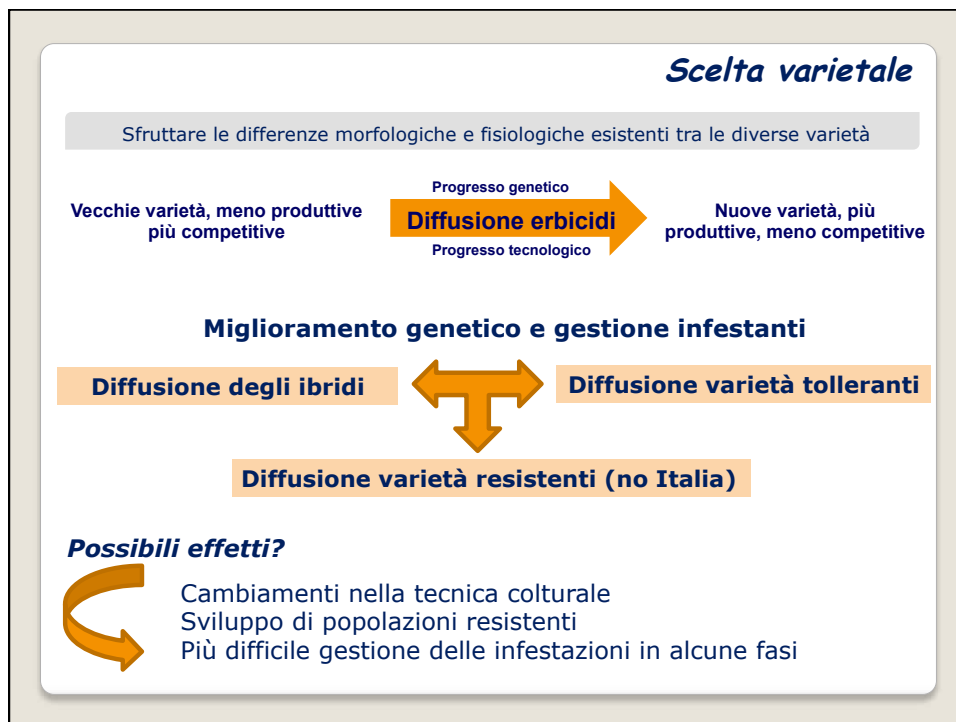 Scelta varietale
Sfruttare le differenze morfologiche e fisiologiche esistenti tra le diverse varietà
Vecchie varietà, meno produttive
più competitive
Progresso genetico
Diffusione erbicidi
Progresso tecnologico
Nuove varietà, più
produttive, meno competitive
Miglioramento genetico e gestione infestanti
Diffusione degli ibridi
Diffusione varietà tolleranti
Diffusione varietà resistenti (no Italia)
Possibili effetti?
Cambiamenti nella tecnica colturale
Sviluppo di popolazioni resistenti
Più difficile gestione delle infestazioni in alcune fasi